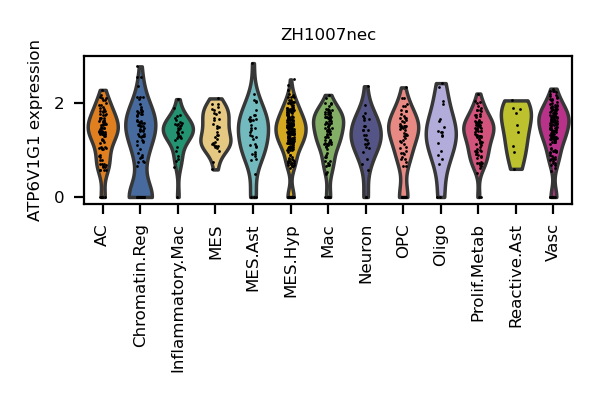 ZH1007nec
ATP6V1G1 expression
2
0
AC
Chromatin.Reg
Inflammatory.Mac
MES
MES.Ast
MES.Hyp
Mac
Neuron
OPC
Oligo
Prolif.Metab
Reactive.Ast
Vasc